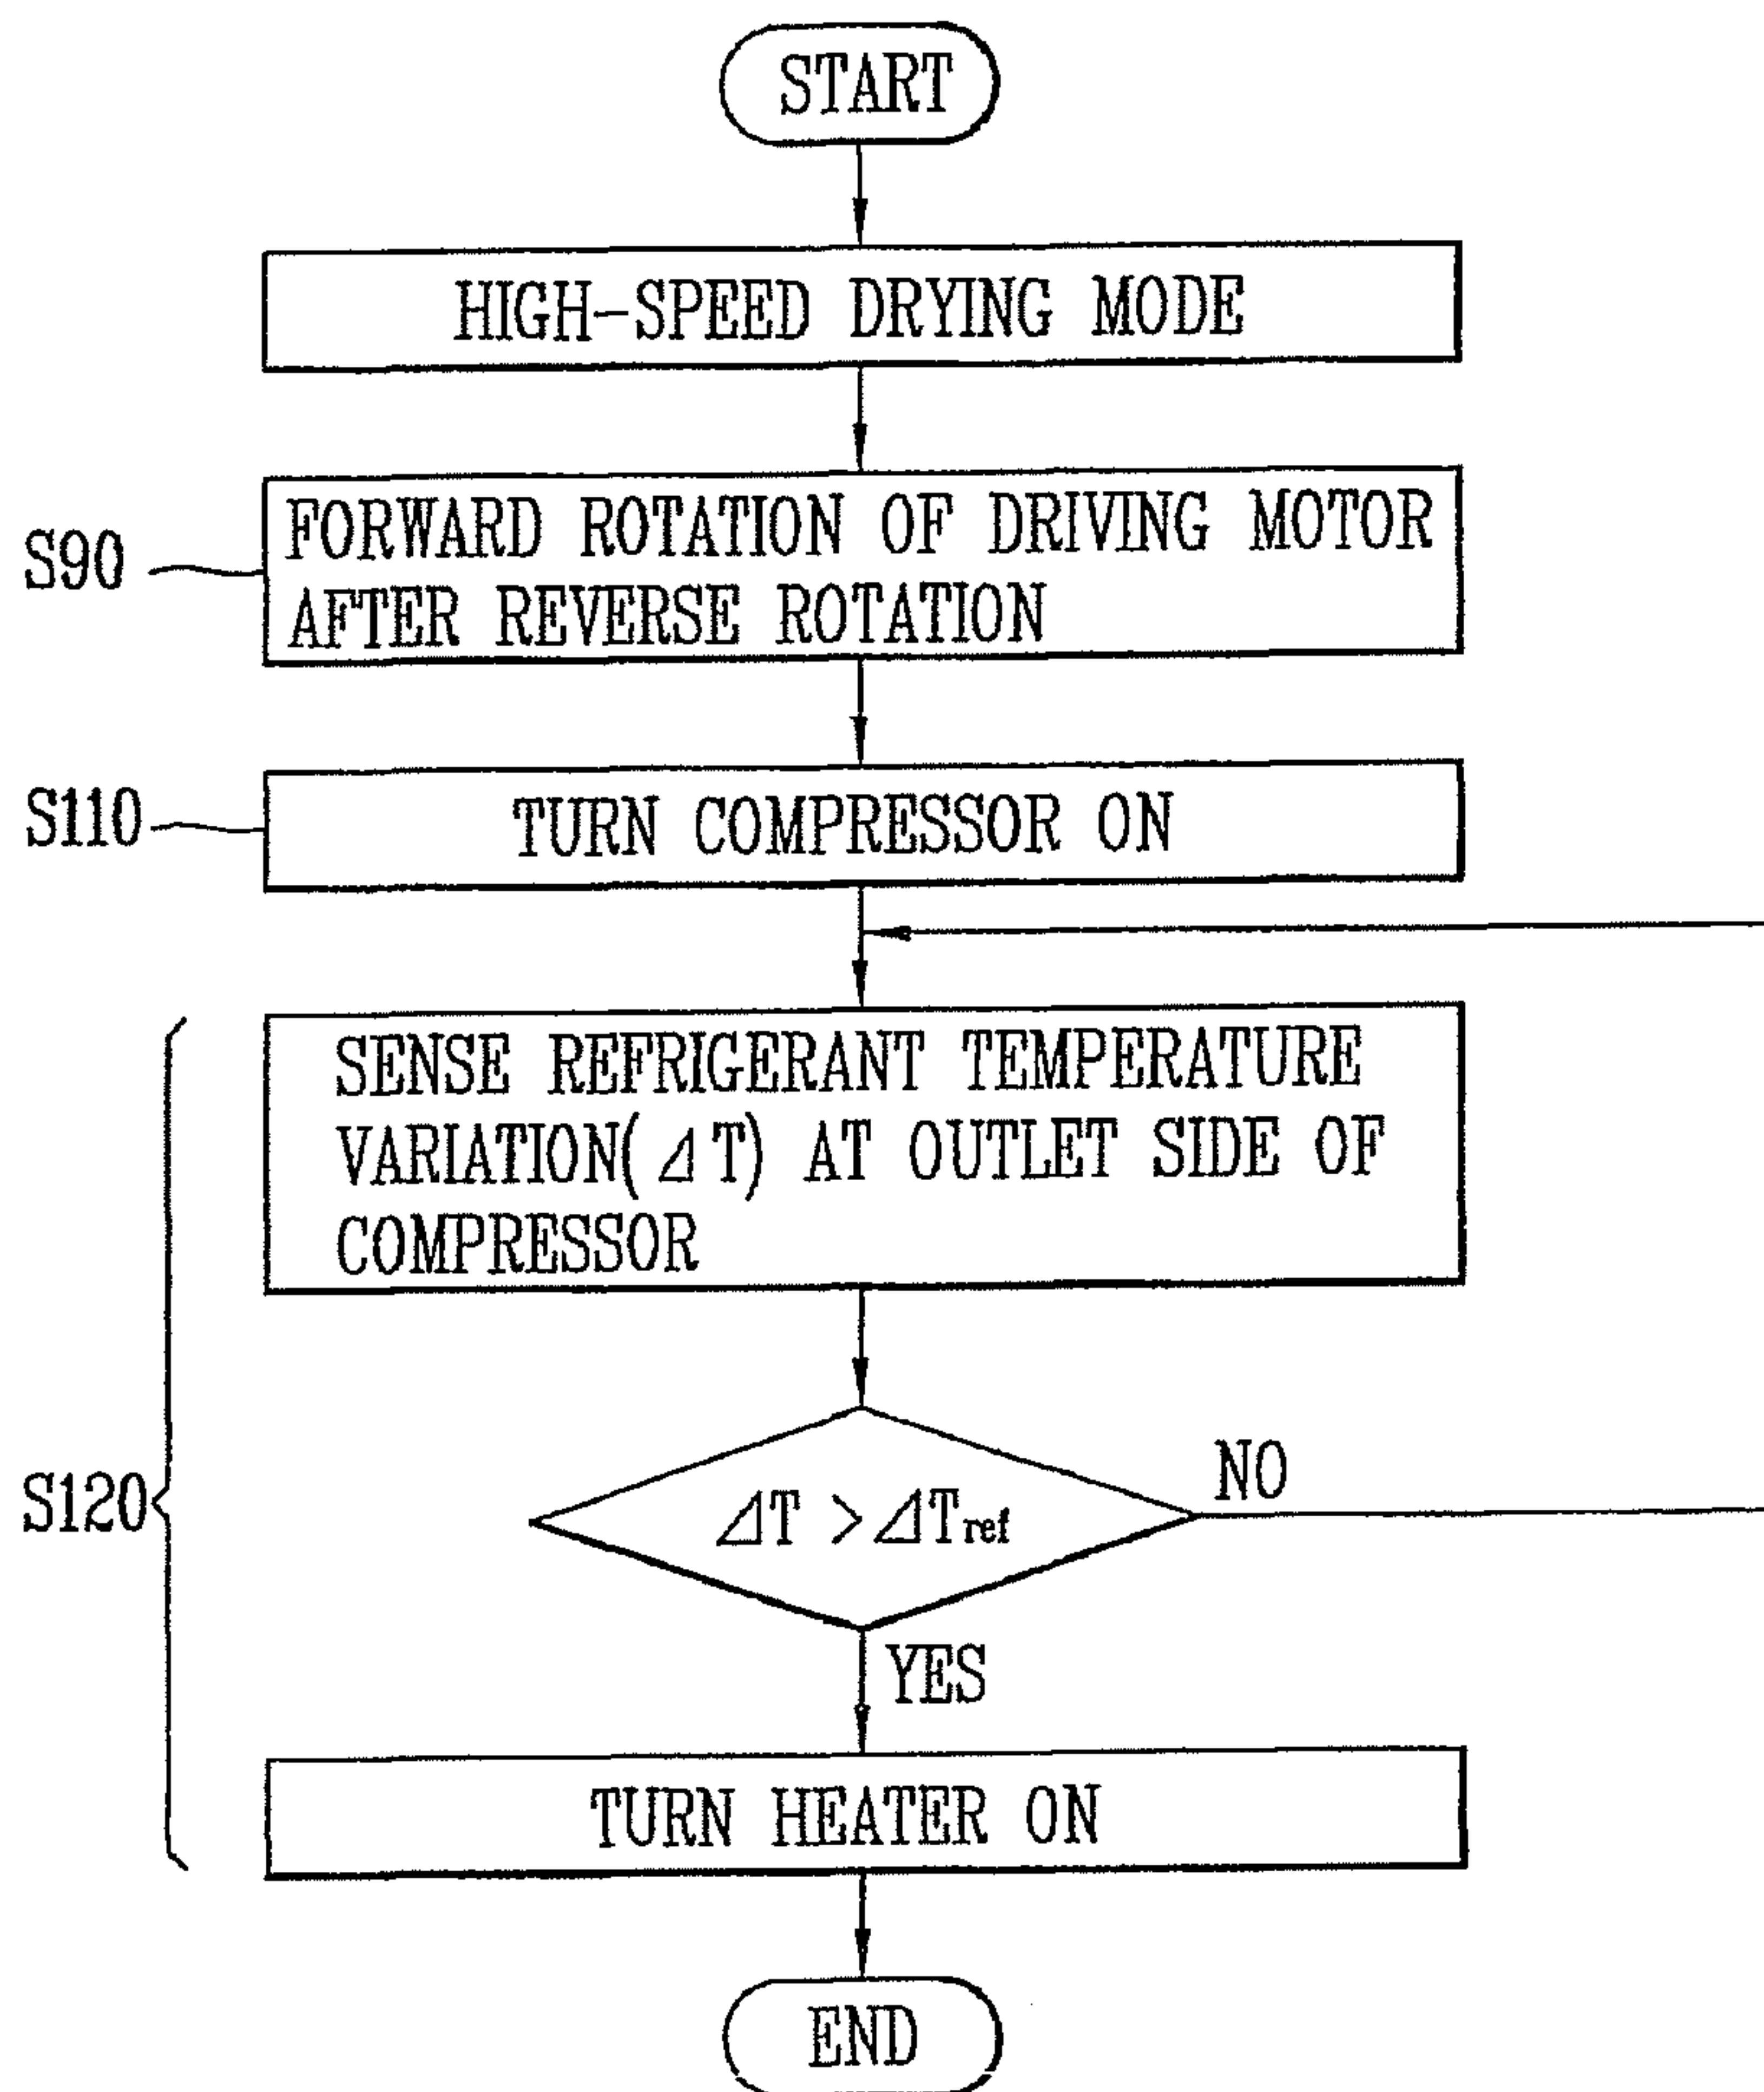 START
HIGH-SPEED DRYING MODE
S90
FORWARD ROTATION OF DRIVING MOTOR
AFTER REVERSE ROTATION
S110
TURN COMPRESSOR ON
SENSE REFRIGERANT TEMPERATURE
VARIATION(⊿T) AT OUTLET SIDE OF
COMPRESSOR
S120
⊿T >⊿Tref
NO
YES
TURN HEATER ON
END